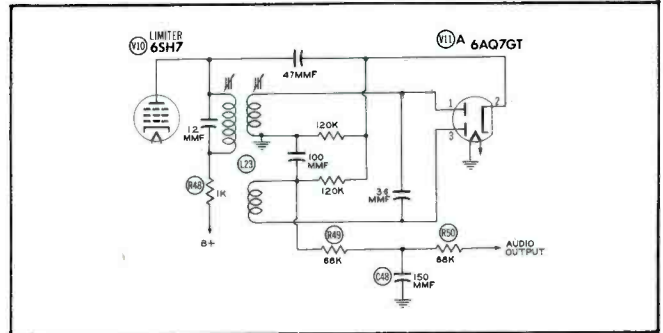 V10 LIMITER
6SH7
V11 A 6AQ7GT
47MMF
12
MMF
120K
100
MMF
L23
120K
R48
1K
B+
34
MMF
1
2
3
R49
68K
R50
68K
AUDIO
OUTPUT
C48
150
MMF